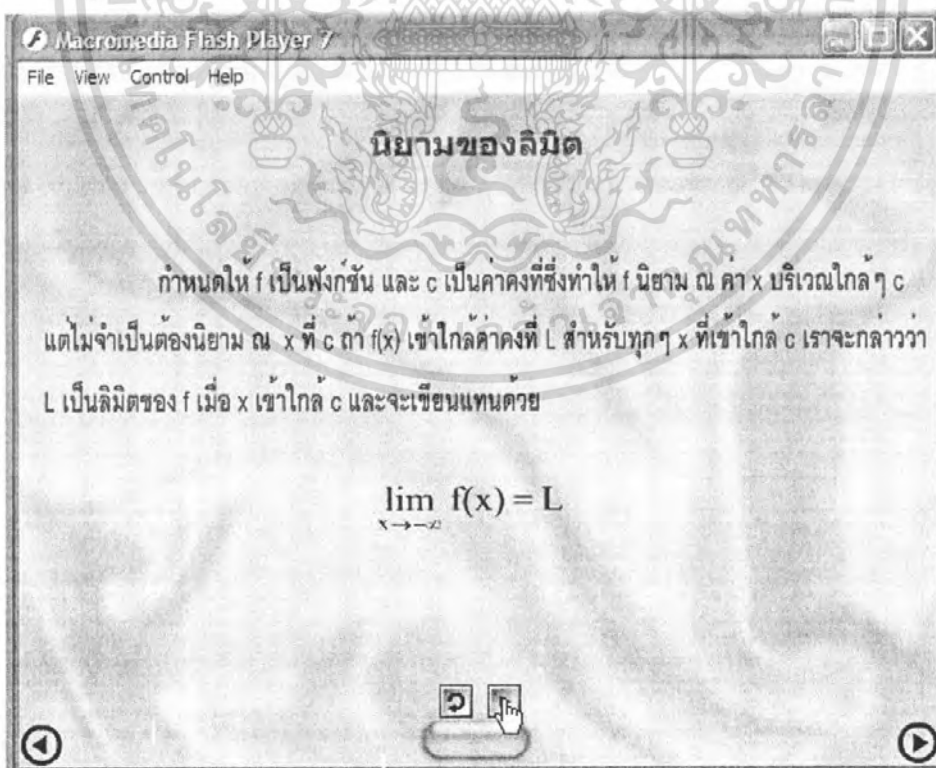 Macromedia Flash Player 7
File View Control Help
นิยามของลิมิต
กำหนดให้ f เป็นฟังก์ชัน และ c เป็นค่าคงที่ซึ่งทำให้ f นิยาม ณ ค่า x บริเวณใกล้ๆ c
แต่ไม่จำเป็นต้องนิยาม ณ x ที่ c ถ้า f(x) เข้าใกล้ค่าคงที่ L สำหรับทุกๆ x ที่เข้าใกล้ c เราจะกล่าวว่า
L เป็นลิมิตของ f เมื่อ x เข้าใกล้ c และจะเขียนแทนด้วย
lim f(x) = L
x→−∞